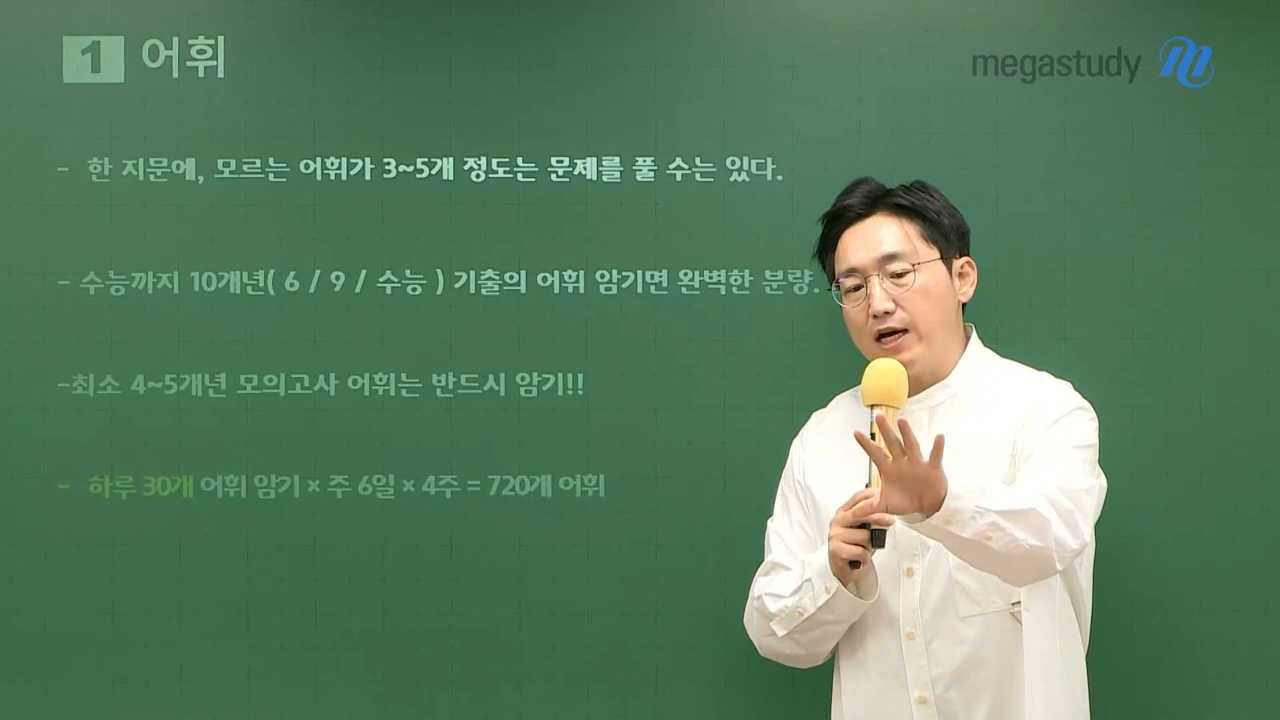 1 어휘
megastudy
- 한 지문에, 모르는 어휘가 3~5개 정도는 문제를 풀 수는 있다.
- 수능까지 10개년( 6 / 9 / 수능 ) 기출의 어휘 암기면 완벽한 분량.
-최소 4~5개년 모의고사 어휘는 반드시 암기!!
- 하루 30개 어휘 암기 × 주 6일 × 4주 = 720개 어휘